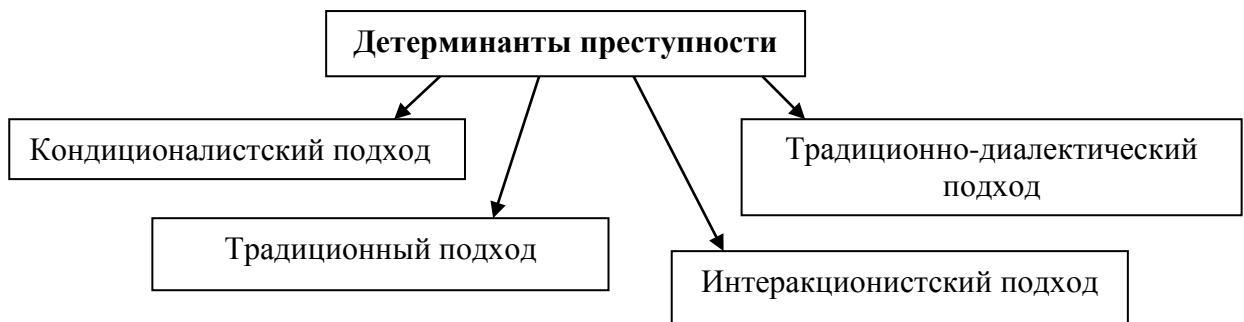 Детерминанты преступности
Кондиционалистский подход
Традиционно-диалектический
подход
Традиционный подход
Интеракционистский подход